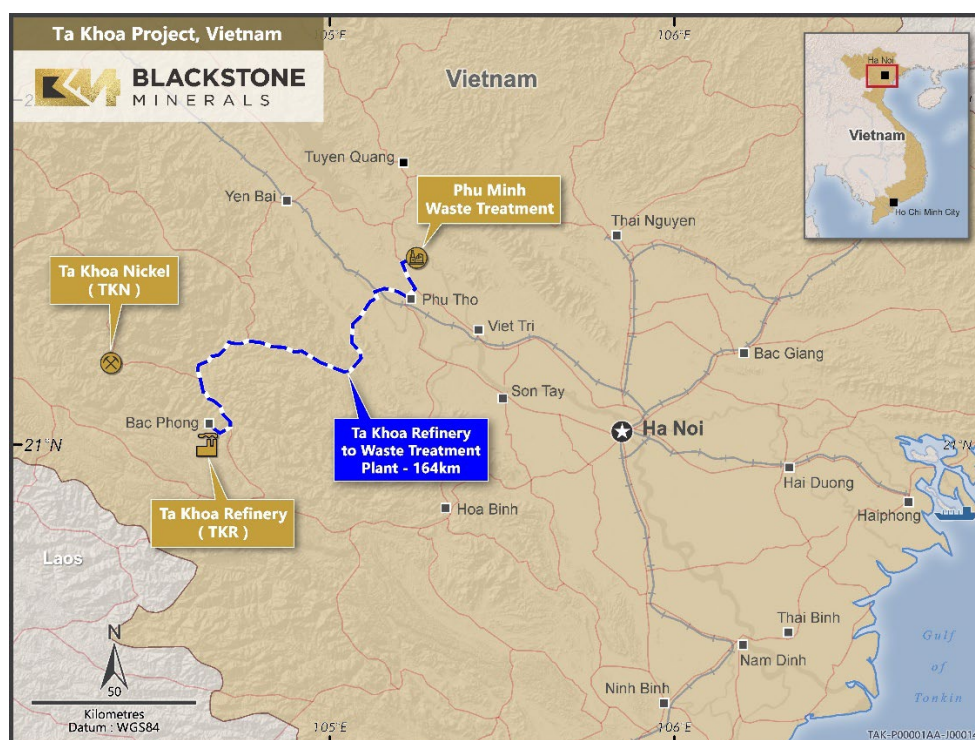 Ta Khoa Project, Vietnam
BLACKSTONE
MINERALS
105°E
106°E
Vietnam
Ha Noi
Vietnam
Ho Chi Minh City
Tuyen Quang
Yen Bai
Phu Minh
Waste Treatment
Thai Nguyen
Ta Khoa Nickel
( TKN )
Phu Tho
Viet Tri
Bac Giang
Son Tay
Bac Phong
Ta Khoa Refinery
to Waste Treatment
Plant - 164km
Ha Noi
21°N
21°N
Hai Duong
Haiphong
Ta Khoa Refinery
( TKR )
Hoa Binh
Laos
Thai Binh
Nam Dinh
Ninh Binh
Gulf
of
Tonkin
N
50
Kilometres
Datum : WGS84
105°E
106°E